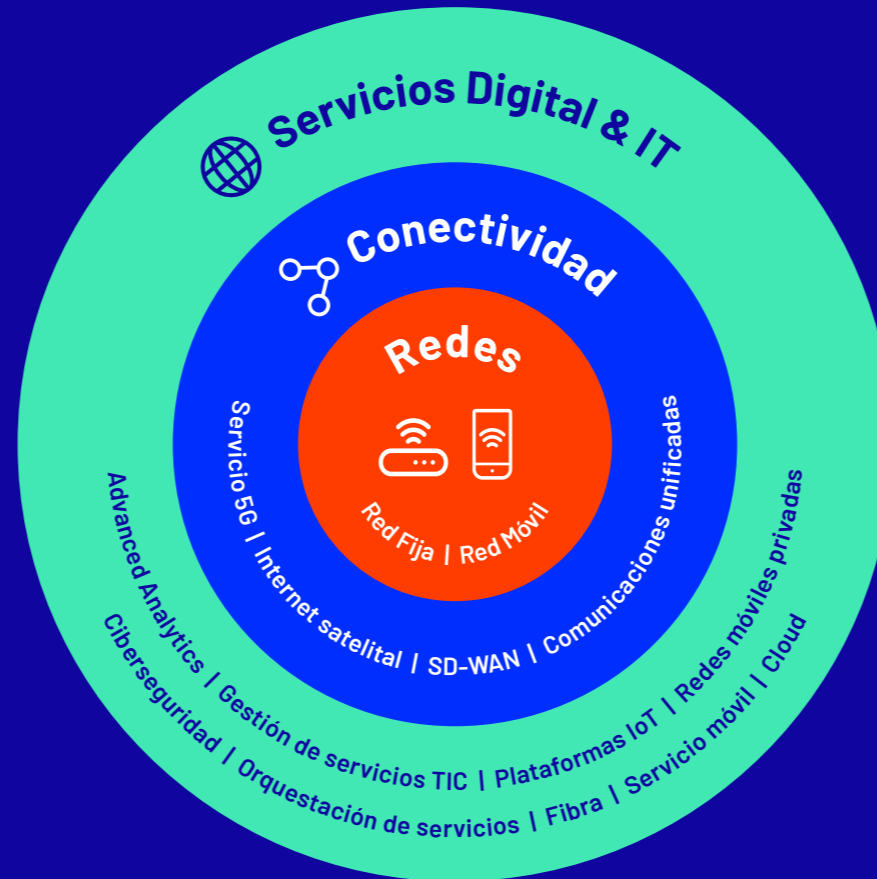 Servicios Digital & IT
Conectividad
Redes
Red Fija | Red Móvil
Servicio 5G | Internet satelital | SD-WAN | Comunicaciones unificadas
Advanced Analytics | Gestión de servicios TIC | Plataformas IoT | Redes móviles privadas
Ciberseguridad | Orquestación de servicios | Fibra | Servicio móvil | Cloud